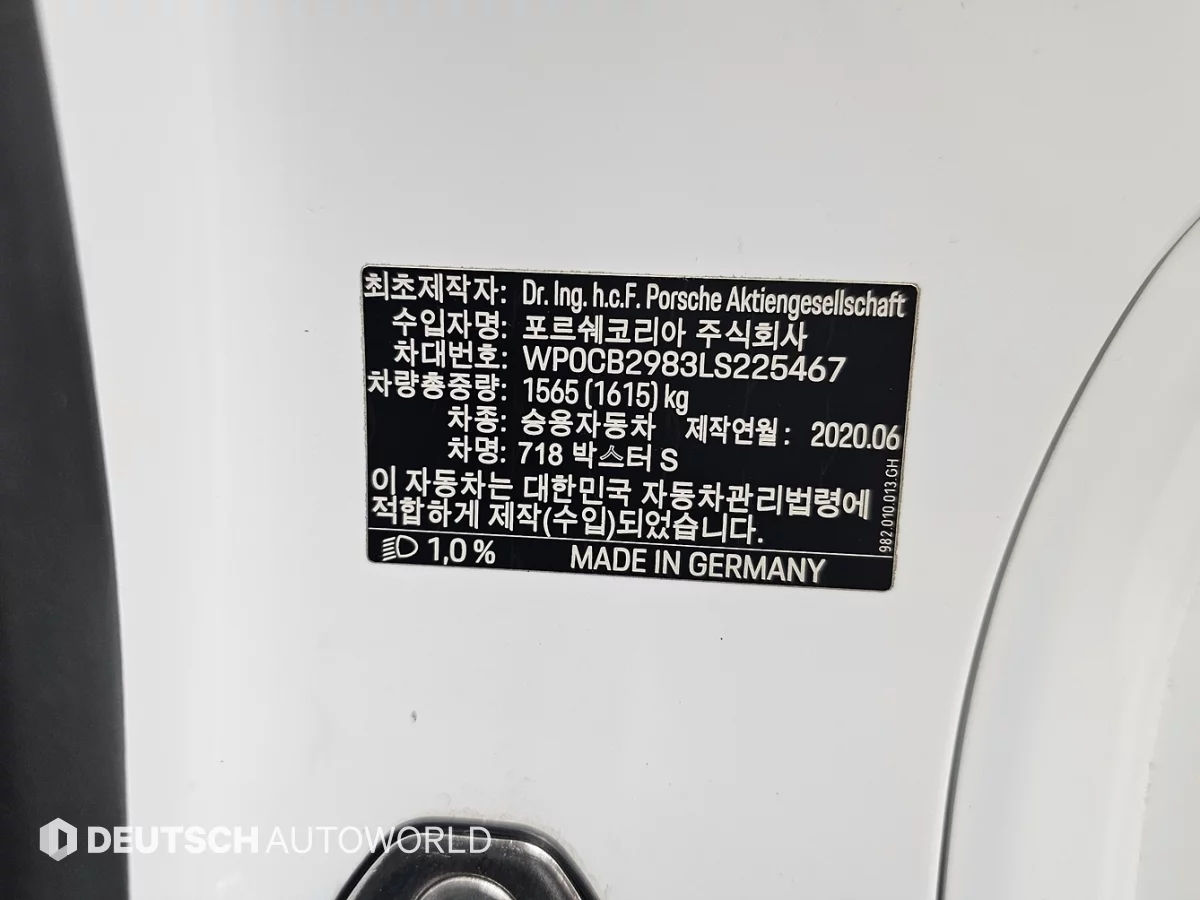 최초제작자: Dr. Ing. h.c.F. Porsche Aktiengesellschaft
수입자명: 포르쉐코리아 주식회사
차대번호: WP0CB2983LS225467
차량총중량: 1565 (1615) kg
차종: 승용자동차 제작연월: 2020.06
차명: 718 박스터 S
이 자동차는 대한민국 자동차관리법령에
적합하게 제작(수입)되었습니다.
982.010.013.GH
1,0 % MADE IN GERMANY
DEUTSCH AUTOWORLD